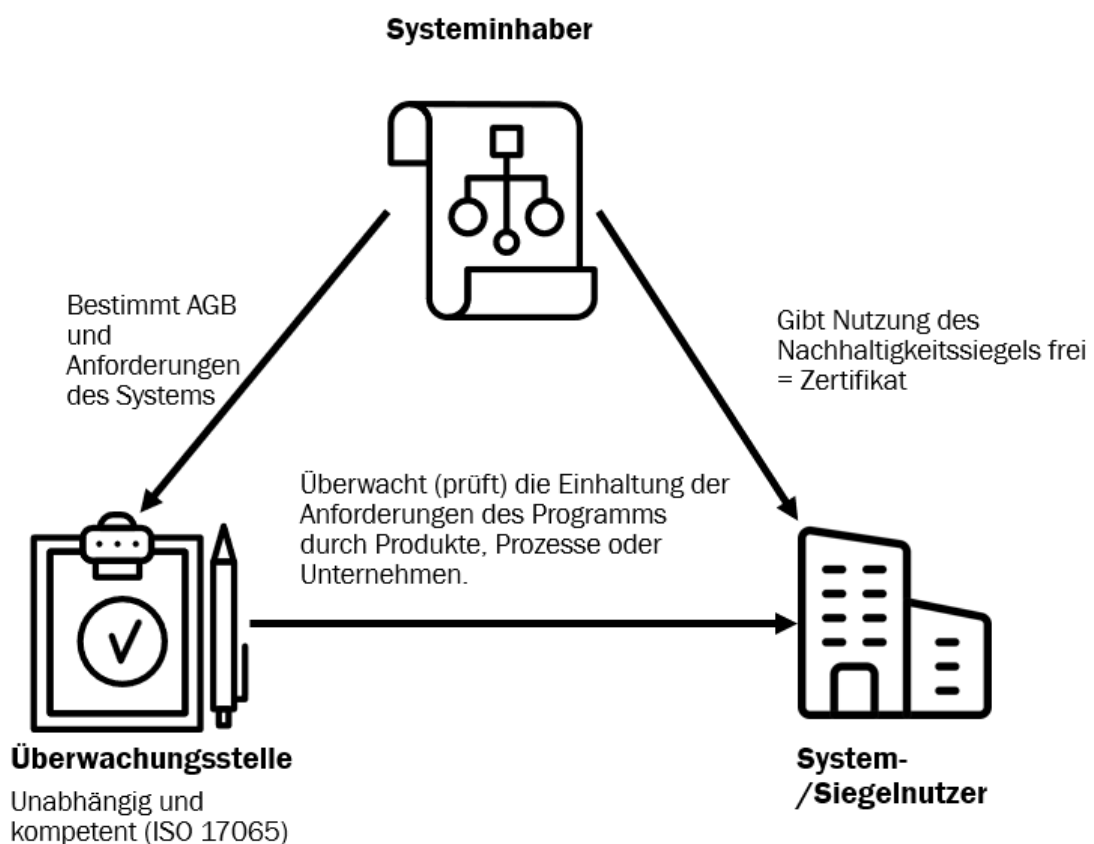 Systeminhaber
Bestimmt AGB
und
Anforderungen
des Systems
Gibt Nutzung des
Nachhaltigkeitssiegels frei
= Zertifikat
Überwacht (prüft) die Einhaltung der
Anforderungen des Programms
durch Produkte, Prozesse oder
Unternehmen.
Überwachungsstelle
Unabhängig und
kompetent (ISO 17065)
System-
/Siegelnutzer